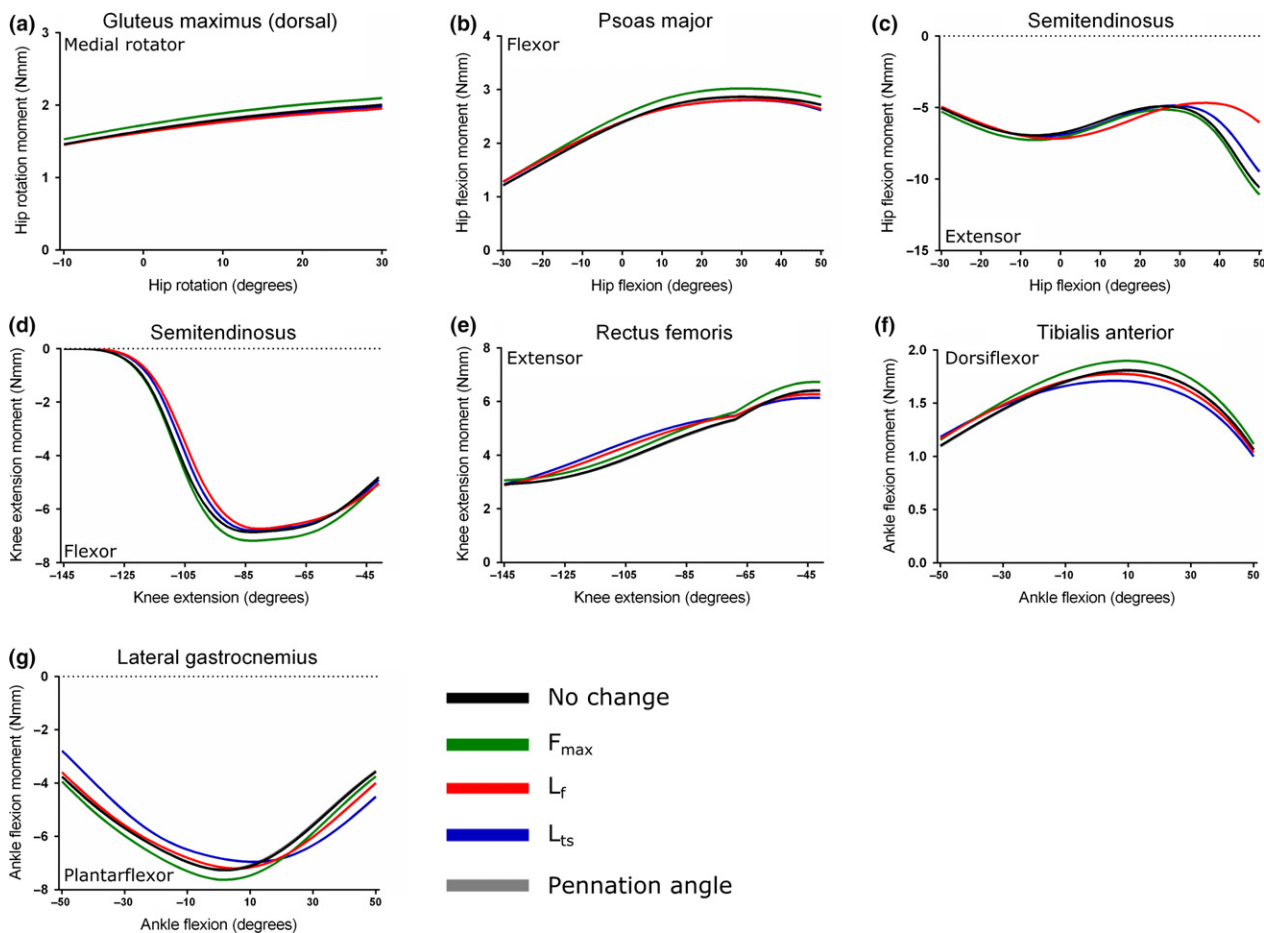 (a) Gluteus maximus (dorsal)
Medial rotator
Hip rotation moment (Nmm)
3
2
1
0
–10 0 10 20 30
Hip rotation (degrees)
(b) Psoas major
Flexor
Hip flexion moment (Nmm)
4
3
2
1
0
–30 –20 –10 0 10 20 30 40 50
Hip flexion (degrees)
(c) Semitendinosus
Hip flexion moment (Nmm)
0
–5
–10
–15
Extensor
–30 –20 –10 0 10 20 30 40 50
Hip flexion (degrees)
(d) Semitendinosus
Knee extension moment (Nmm)
0
–2
–4
–6
–8
Flexor
–145 –125 –105 –85 –65 –45
Knee extension (degrees)
(e) Rectus femoris
Extensor
Knee extension moment (Nmm)
8
6
4
2
0
–145 –125 –105 –85 –65 –45
Knee extension (degrees)
(f) Tibialis anterior
Dorsiflexor
Ankle flexion moment (Nmm)
2.0
1.5
1.0
0.5
0.0
–50 –30 –10 10 30 50
Ankle flexion (degrees)
(g) Lateral gastrocnemius
Ankle flexion moment (Nmm)
0
–2
–4
–6
–8
Plantarflexor
–50 –30 –10 10 30 50
Ankle flexion (degrees)
No change
Fmax
Lf
Lts
Pennation angle